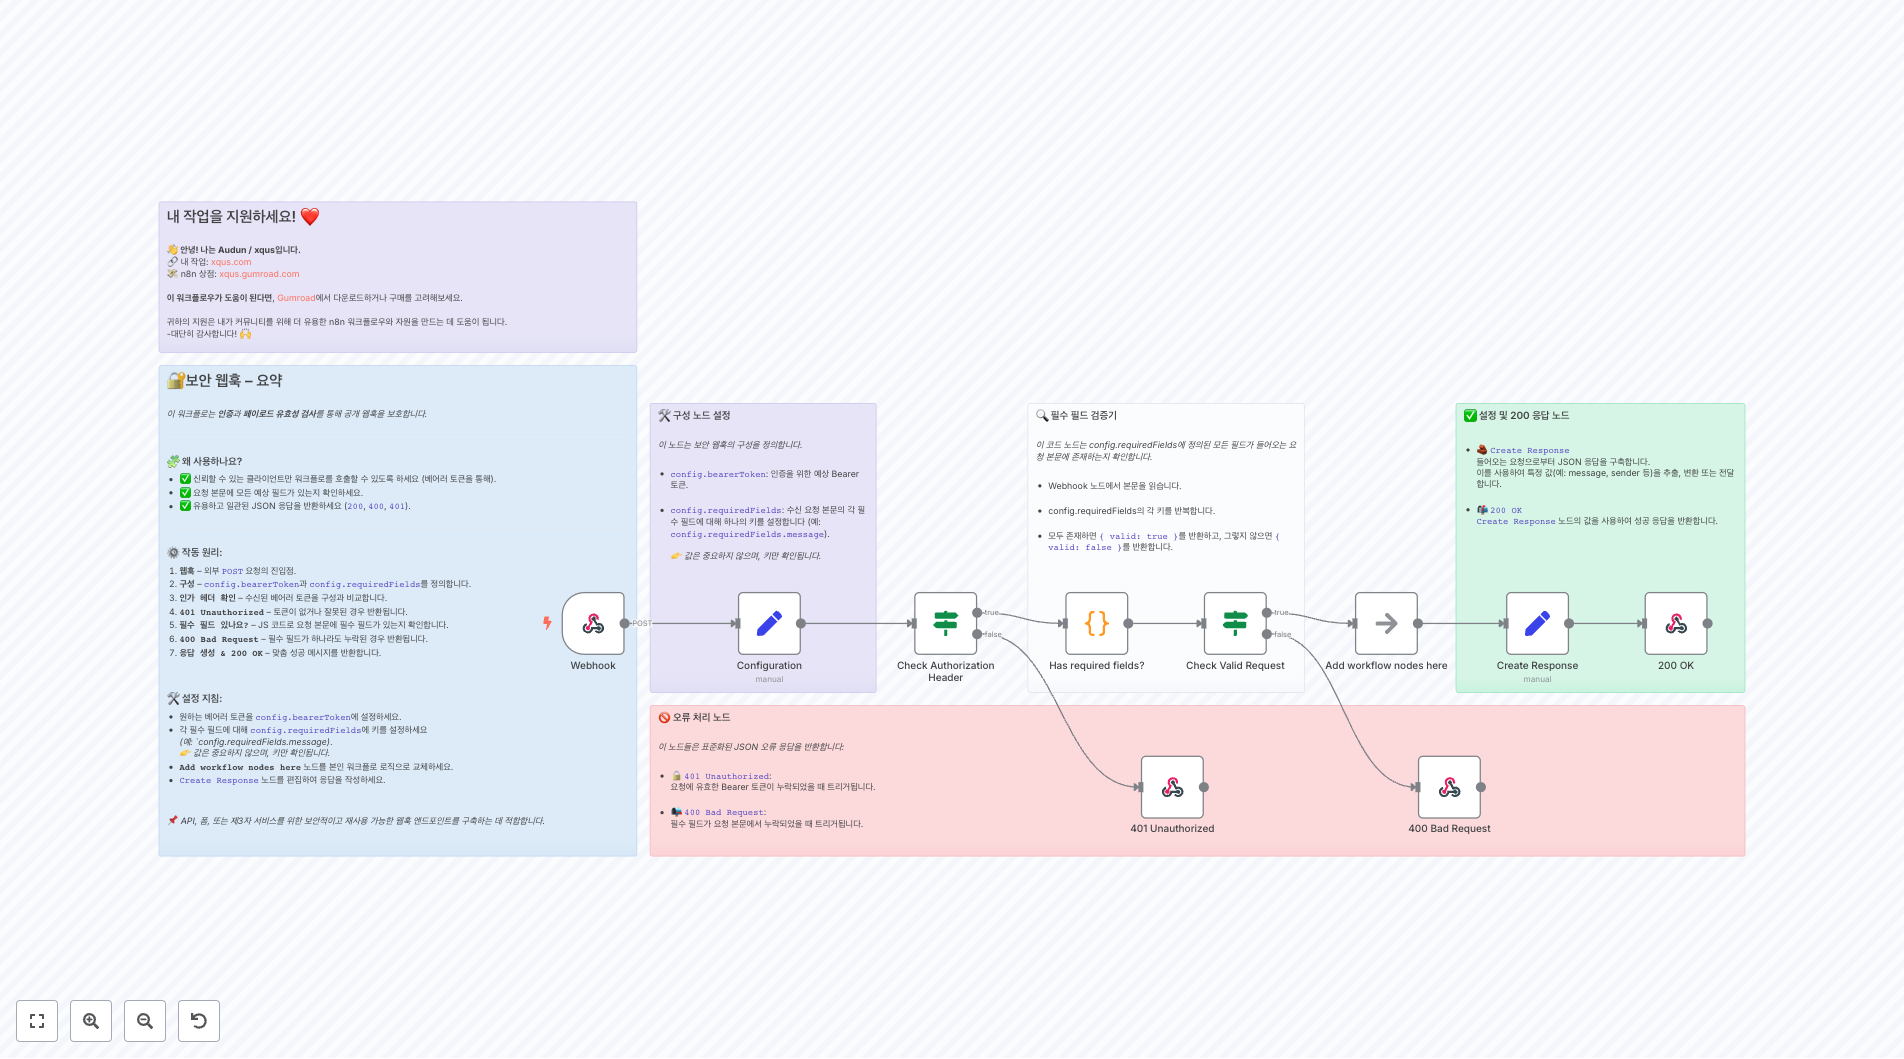 내 작업을 지원하세요! ❤️
👋 안녕! 나는 Audun / xqus입니다.
🔗 내 작업: xqus.com
💸 n8n 상점: xqus.gumroad.com
이 워크플로우가 도움이 된다면, Gumroad에서 다운로드하거나 구매를 고려해보세요.
귀하의 지원은 내가 커뮤니티를 위해 더 유용한 n8n 워크플로우와 자원을 만드는 데 도움이 됩니다.
-대단히 감사합니다! 🙌
🔐보안 웹훅 – 요약
이 워크플로는 인증과 페이로드 유효성 검사를 통해 공개 웹훅을 보호합니다.
🧩 왜 사용하나요?
• ✅ 신뢰할 수 있는 클라이언트만 워크플로를 호출할 수 있도록 하세요 (베어러 토큰을 통해).
• ✅ 요청 본문에 모든 예상 필드가 있는지 확인하세요.
• ✅ 유용하고 일관된 JSON 응답을 반환하세요 (200, 400, 401).
⚙️ 작동 원리:
1. 웹훅 – 외부 POST 요청의 진입점.
2. 구성 – config.bearerToken과 config.requiredFields를 정의합니다.
3. 인가 헤더 확인 – 수신된 베어러 토큰을 구성과 비교합니다.
4. 401 Unauthorized – 토큰이 없거나 잘못된 경우 반환됩니다.
5. 필수 필드 있나요? – JS 코드로 요청 본문에 필수 필드가 있는지 확인합니다.
6. 400 Bad Request – 필수 필드가 하나라도 누락된 경우 반환됩니다.
7. 응답 생성 & 200 OK – 맞춤 성공 메시지를 반환합니다.
🛠️ 설정 지침:
• 원하는 베어러 토큰을 config.bearerToken에 설정하세요.
• 각 필수 필드에 대해 config.requiredFields에 키를 설정하세요
(예: `config.requiredFields.message).
👉 값은 중요하지 않으며, 키만 확인됩니다.
• Add workflow nodes here 노드를 본인 워크플로 로직으로 교체하세요.
• Create Response 노드를 편집하여 응답을 작성하세요.
📌 API, 폼, 또는 제3자 서비스를 위한 보안적이고 재사용 가능한 웹훅 엔드포인트를 구축하는 데 적합합니다.
🛠️ 구성 노드 설정
이 노드는 보안 웹훅의 구성을 정의합니다.
• config.bearerToken: 인증을 위한 예상 Bearer
토큰.
• config.requiredFields: 수신 요청 본문의 각 필
수 필드에 대해 하나의 키를 설정합니다 (예:
config.requiredFields.message).
👉 값은 중요하지 않으며, 키만 확인됩니다.
🔍 필수 필드 검증기
이 코드 노드는 config.requiredFields에 정의된 모든 필드가 들어오는 요
청 본문에 존재하는지 확인합니다.
• Webhook 노드에서 본문을 읽습니다.
• config.requiredFields의 각 키를 반복합니다.
• 모두 존재하면 { valid: true }를 반환하고, 그렇지 않으면 {
valid: false }를 반환합니다.
✅ 설정 및 200 응답 노드
• Create Response
들어오는 요청으로부터 JSON 응답을 구축합니다.
이를 사용하여 특정 값(예: message, sender 등)을 추출, 변환 또는 전달
합니다.
• 📬 200 OK
Create Response 노드의 값을 사용하여 성공 응답을 반환합니다.
POST
true
false
true
false
Webhook
Configuration
manual
Check Authorization
Header
Has required fields?
Check Valid Request
Add workflow nodes here
Create Response
manual
200 OK
🚫 오류 처리 노드
이 노드들은 표준화된 JSON 오류 응답을 반환합니다:
• 🔒 401 Unauthorized:
요청에 유효한 Bearer 토큰이 누락되었을 때 트리거됩니다.
• 📭 400 Bad Request:
필수 필드가 요청 본문에서 누락되었을 때 트리거됩니다.
401 Unauthorized
400 Bad Request